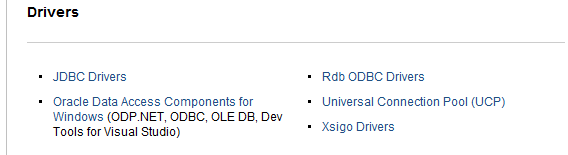 Drivers
JDBC Drivers
Oracle Data Access Components for
Windows (ODP.NET, ODBC, OLE DB, Dev
Tools for Visual Studio)
Rdb ODBC Drivers
Universal Connection Pool (UCP)
Xsigo Drivers